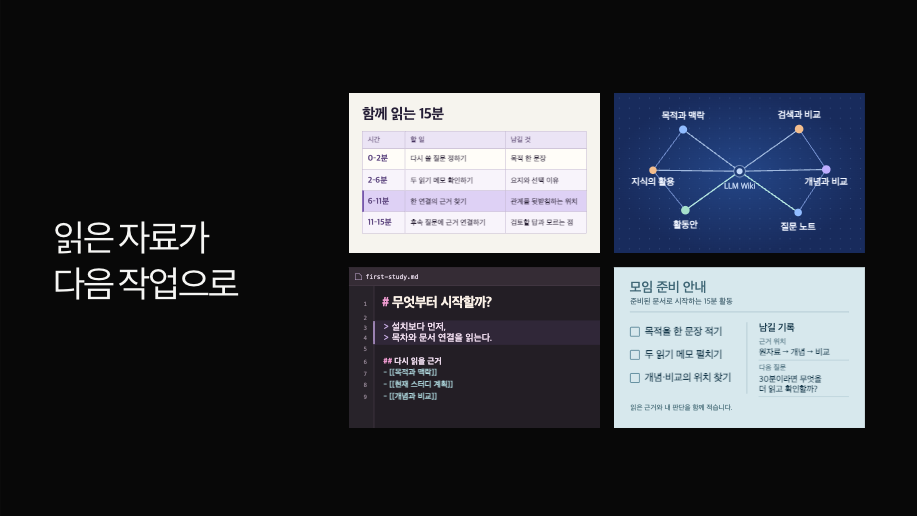 읽은 자료가
다음 작업으로
함께 읽는 15분
시간 할 일 남길 것
0-2분 다시 쓸 질문 정하기 목적 한 문장
2-6분 두 읽기 메모 확인하기 요지와 선택 이유
6-11분 한 연결의 근거 찾기 관계를 뒷받침하는 위치
11-15분 후속 질문에 근거 연결하기 검토할 답과 모르는 점
목적과 맥락
검색과 비교
지식의 활용
LLM Wiki
개념과 비교
활동안
질문 노트
first-study.md
1 # 무엇부터 시작할까?
2
3 > 설치보다 먼저,
4 > 목차와 문서 연결을 읽는다.
5
6 ## 다시 읽을 근거
7 - [[목적과 맥락]]
8 - [[현재 스터디 계획]]
9 - [[개념과 비교]]
모임 준비 안내
준비된 문서로 시작하는 15분 활동
목적을 한 문장 적기
두 읽기 메모 펼치기
개념·비교의 위치 찾기
남길 기록
근거 위치
원자료 → 개념 → 비교
다음 질문
30분이라면 무엇을
더 읽고 확인할까?
읽은 근거와 내 판단을 함께 적습니다.